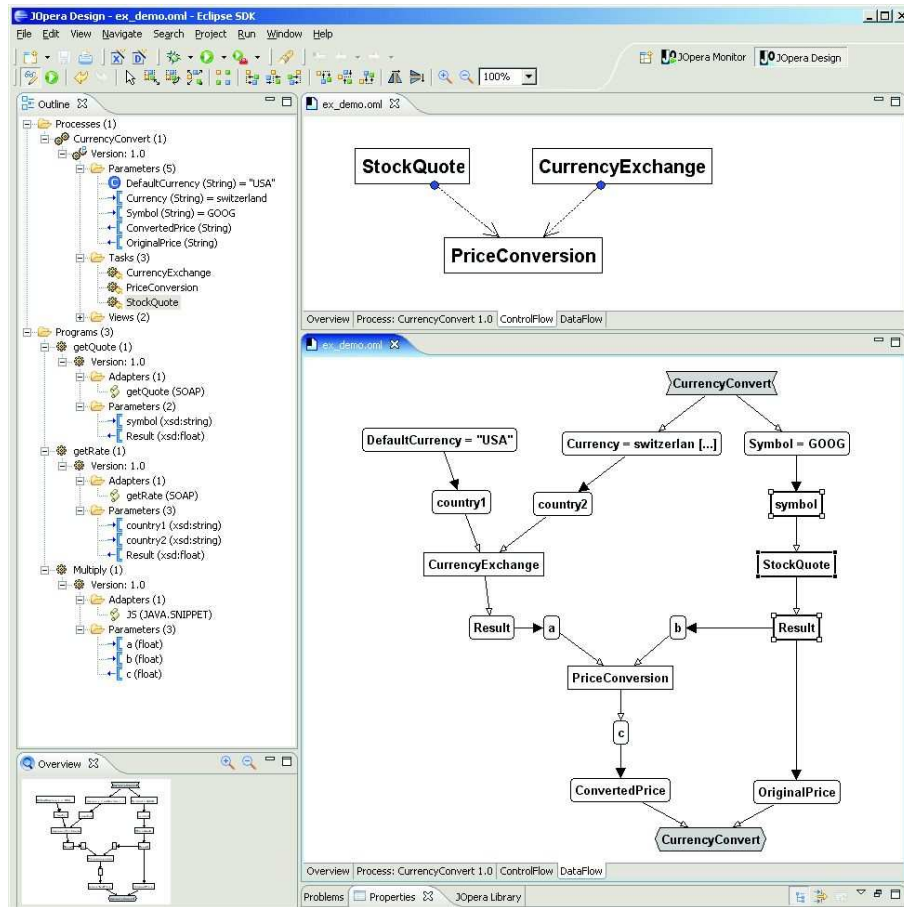 JOpera Design - ex_demo.oml - Eclipse SDK
File Edit View Navigate Search Project Run Window Help
JOpera Monitor JOpera Design
100%
Outline
Processes (1)
CurrencyConvert (1)
Version: 1.0
Parameters (5)
DefaultCurrency (String) = "USA"
Currency (String) = switzerland
Symbol (String) = GOOG
ConvertedPrice (String)
OriginalPrice (String)
Tasks (3)
CurrencyExchange
PriceConversion
StockQuote
Views (2)
Programs (3)
getQuote (1)
Version: 1.0
Adapters (1)
getQuote (SOAP)
Parameters (2)
symbol (xsd:string)
Result (xsd:float)
getRate (1)
Version: 1.0
Adapters (1)
getRate (SOAP)
Parameters (3)
country1 (xsd:string)
country2 (xsd:string)
Result (xsd:float)
Multiply (1)
Version: 1.0
Adapters (1)
JS (JAVA.SNIPPET)
Parameters (3)
a (float)
b (float)
c (float)
Overview
ex_demo.oml
StockQuote CurrencyExchange
PriceConversion
Overview Process: CurrencyConvert 1.0 ControlFlow DataFlow
ex_demo.oml
CurrencyConvert
DefaultCurrency = "USA" Currency = switzerlan [...] Symbol = GOOG
country1 country2 symbol
CurrencyExchange StockQuote
Result a b Result
PriceConversion
c
ConvertedPrice OriginalPrice
CurrencyConvert
Overview Process: CurrencyConvert 1.0 ControlFlow DataFlow
Problems Properties JOpera Library